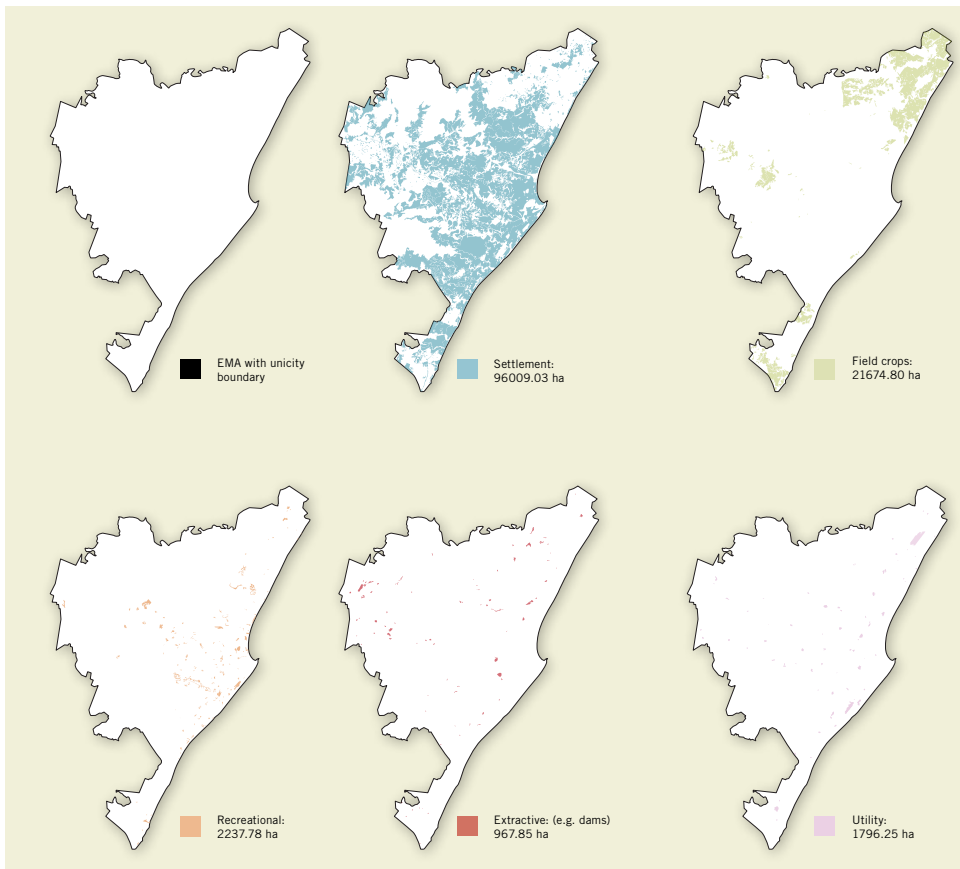 EMA with unicity
boundary
Settlement:
96009.03 ha
Field crops:
21674.80 ha
Recreational:
2237.78 ha
Extractive: (e.g. dams)
967.85 ha
Utility:
1796.25 ha